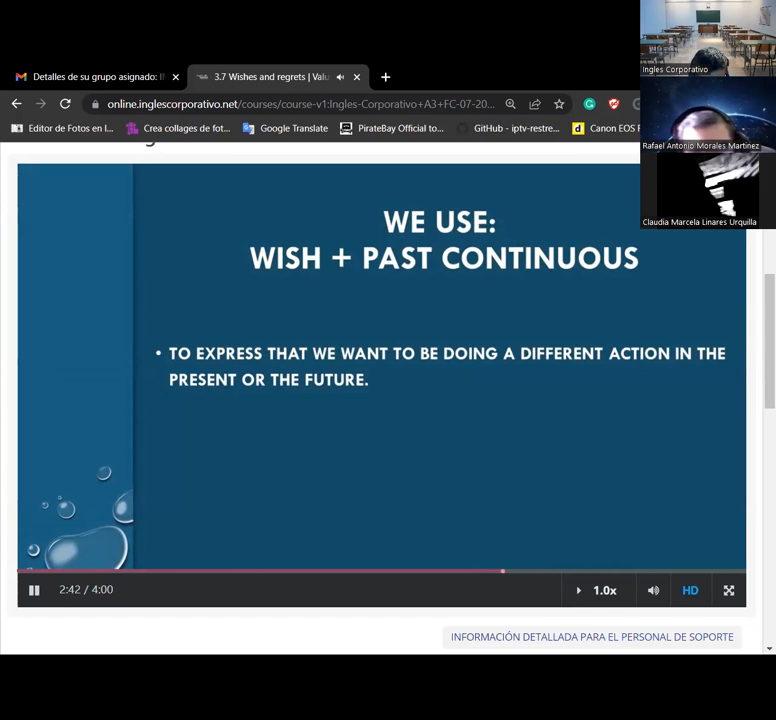 Detalles de su grupo asignado: I
3.7 Wishes and regrets | Valu
Ingles Corporativo
online.inglescorporativo.net/courses/course-v1:Ingles-Corporativo+A3+FC-07-20...
Editor de Fotos en l...
Crea collages de fot...
Google Translate
PirateBay Official to...
GitHub - iptv-restre...
Canon EOS F
Rafael Antonio Morales Martinez
Claudia Marcela Linares Urquilla
WE USE:
WISH + PAST CONTINUOUS
• TO EXPRESS THAT WE WANT TO BE DOING A DIFFERENT ACTION IN THE
PRESENT OR THE FUTURE.
2:42 / 4:00
1.0x
HD
INFORMACIÓN DETALLADA PARA EL PERSONAL DE SOPORTE